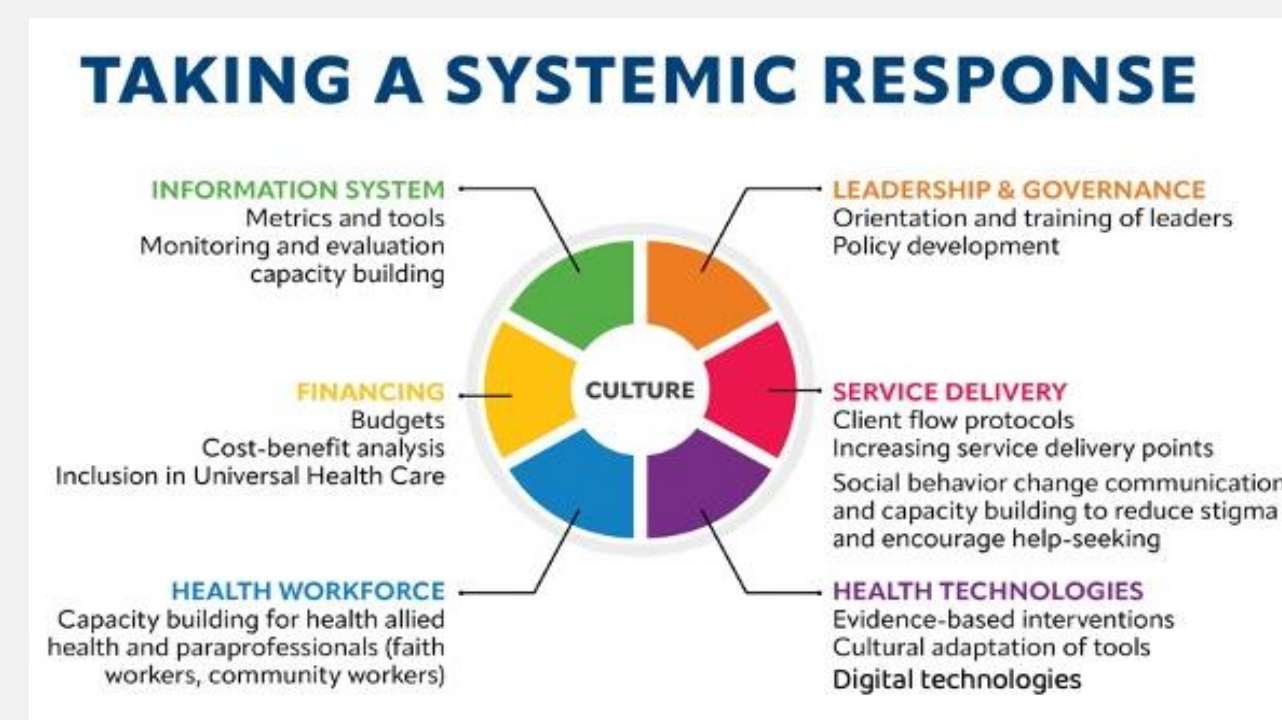 TAKING A SYSTEMIC RESPONSE
INFORMATION SYSTEM
Metrics and tools
Monitoring and evaluation
capacity building
FINANCING
Budgets
Cost-benefit analysis
Inclusion in Universal Health Care
HEALTH WORKFORCE
Capacity building for health allied
health and paraprofessionals (faith
workers, community workers)
CULTURE
LEADERSHIP & GOVERNANCE
Orientation and training of leaders
Policy development
SERVICE DELIVERY
Client flow protocols
Increasing service delivery points
Social behavior change communication
and capacity building to reduce stigma
and encourage help-seeking
HEALTH TECHNOLOGIES
Evidence-based interventions
Cultural adaptation of tools
Digital technologies